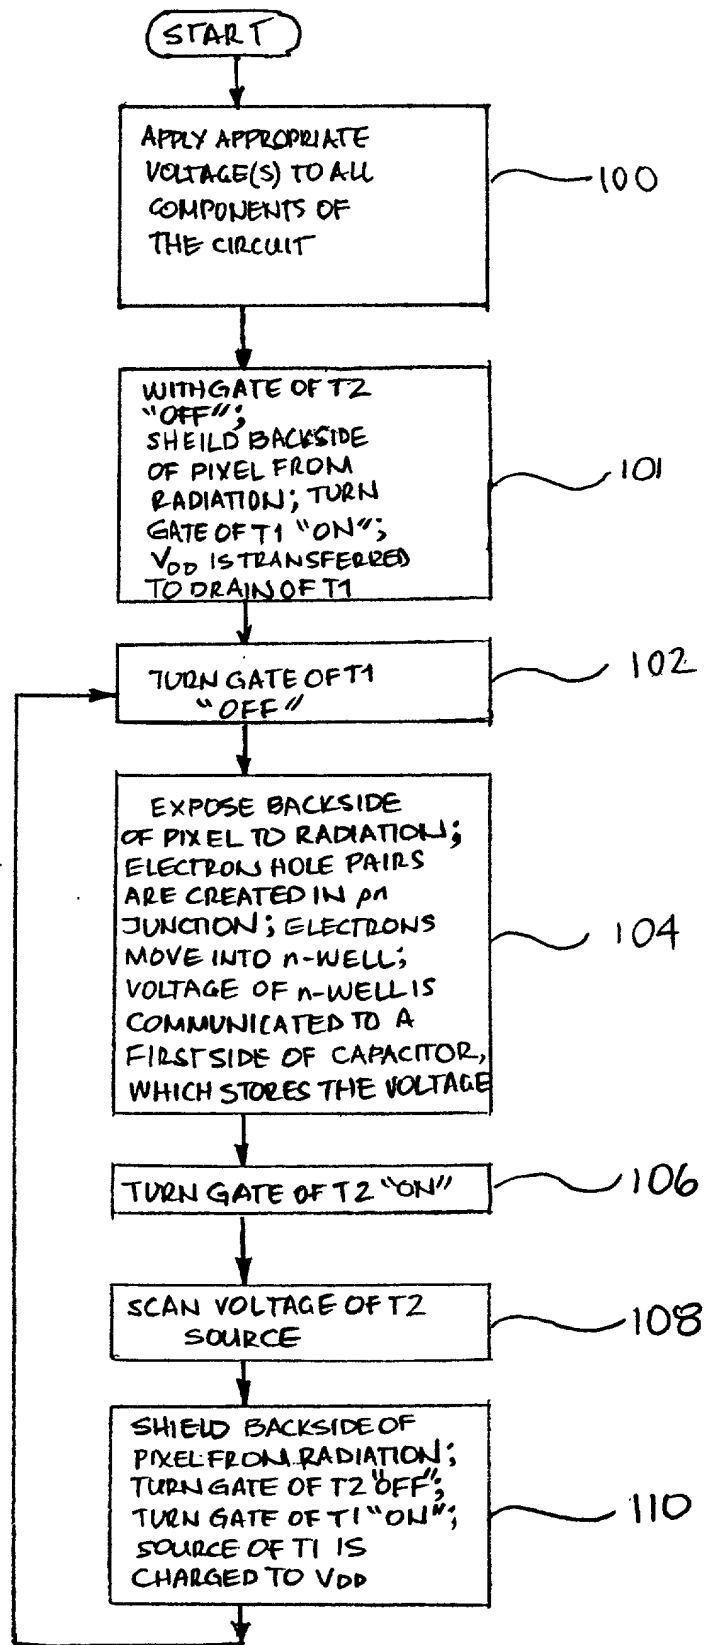 START
APPLY APPROPRIATE
VOLTAGE(S) TO ALL
COMPONENTS OF
THE CIRCUIT
100
WITH GATE OF T2
"OFF";
SHEILD BACKSIDE
OF PIXEL FROM
RADIATION; TURN
GATE OF T1 "ON";
VDD IS TRANSFERRED
TO DRAIN OF T1
101
TURN GATE OF T1
"OFF"
102
EXPOSE BACKSIDE
OF PIXEL TO RADIATION;
ELECTRON HOLE PAIRS
ARE CREATED IN pn
JUNCTION; ELECTRONS
MOVE INTO n-WELL;
VOLTAGE OF n-WELL IS
COMMUNICATED TO A
FIRST SIDE OF CAPACITOR,
WHICH STORES THE VOLTAGE
104
TURN GATE OF T2 "ON"
106
SCAN VOLTAGE OF T2
SOURCE
108
SHIELD BACKSIDE OF
PIXEL FROM RADIATION;
TURN GATE OF T2 "OFF";
TURN GATE OF T1 "ON";
SOURCE OF T1 IS
CHARGED TO VDD
110